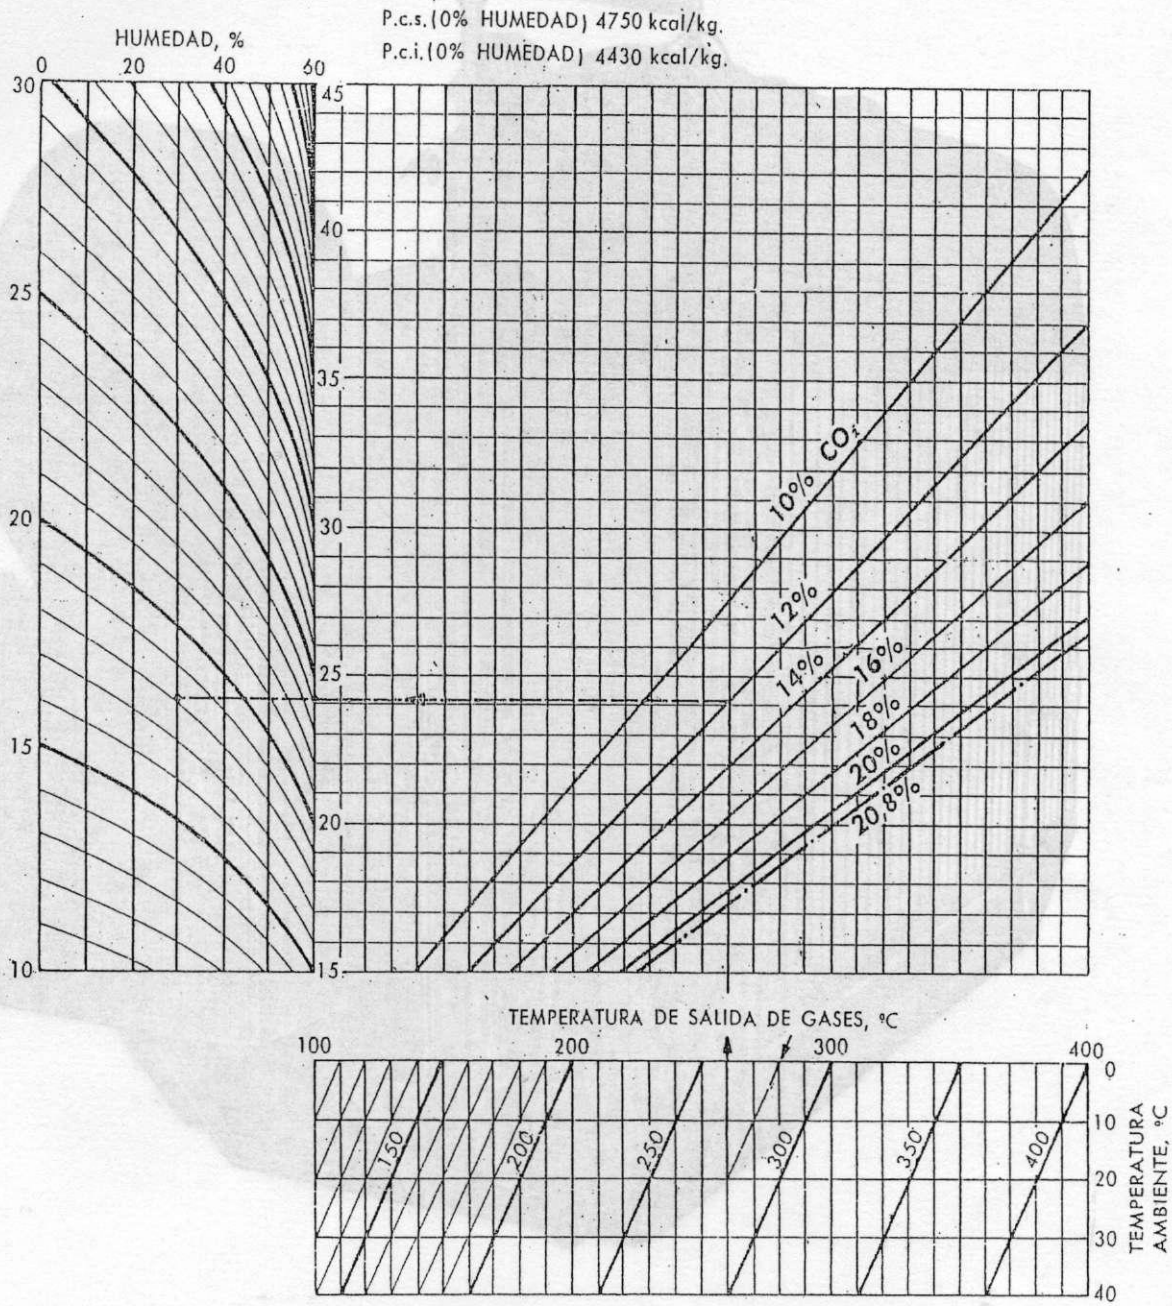 P.c.s.(0% HUMEDAD) 4750 kcal/kg.
P.c.i.(0% HUMEDAD) 4430 kcal/kg.
HUMEDAD, %
0 20 40 60
30
25
20
15
10
45
40
35
30
25
20
15
10% CO₂
12%
14%
16%
18%
20%
20,8%
TEMPERATURA DE SALIDA DE GASES, ºC
100 200 300 400
150 200 250 300 350 400
0
10
20
30
40
TEMPERATURA
AMBIENTE, ºC